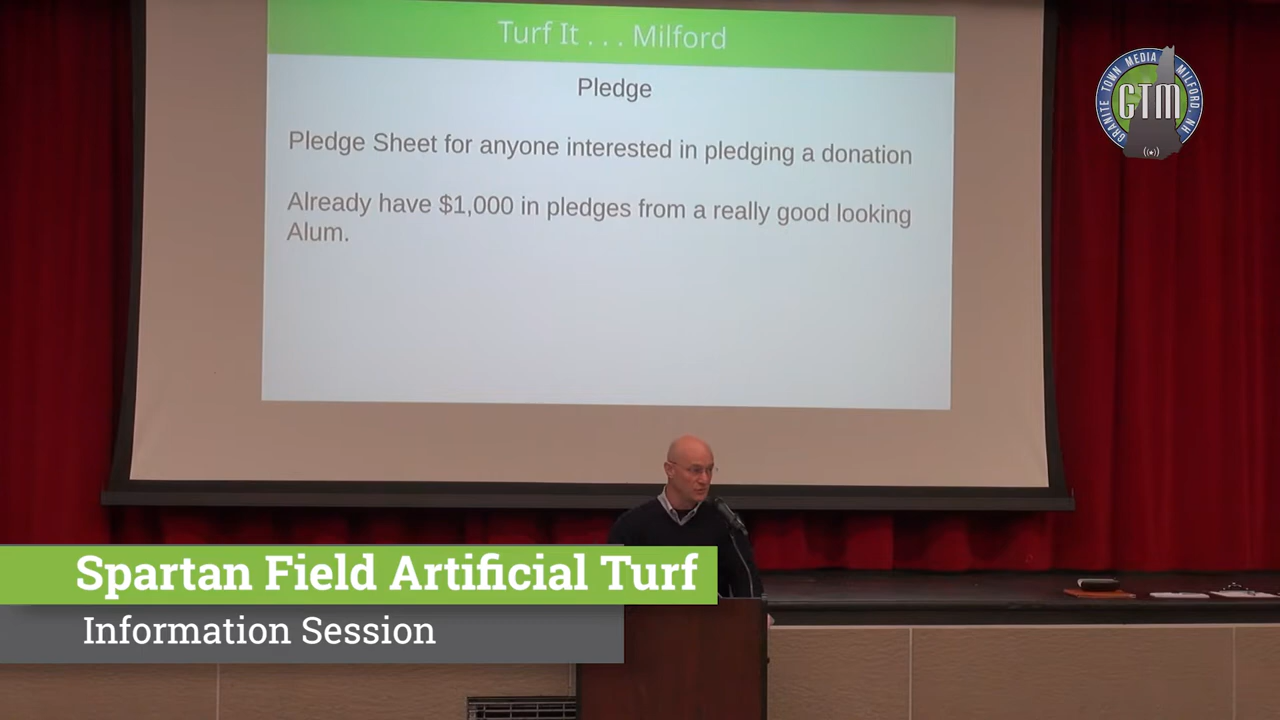 Turf It . . . Milford
Pledge
Pledge Sheet for anyone interested in pledging a donation
Already have $1,000 in pledges from a really good looking
Alum.
GRANITE TOWN MEDIA MILFORD, NH
GTM
Spartan Field Artificial Turf
Information Session